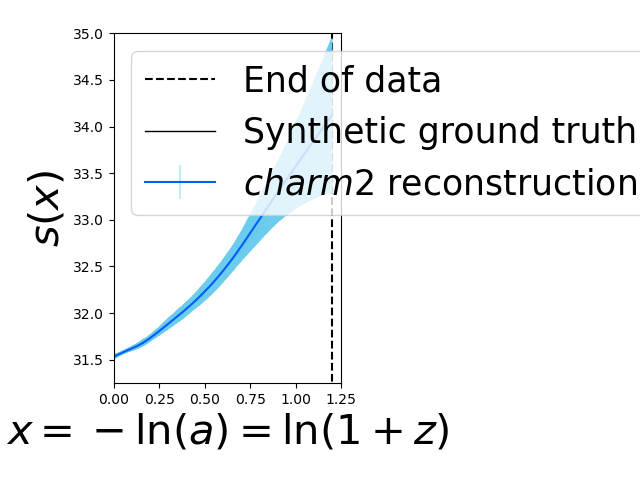 35.0
34.5
34.0
33.5
33.0
32.5
32.0
31.5
s(x)
End of data
Synthetic ground truth
charm2 reconstruction
0.00 0.25 0.50 0.75 1.00 1.25
x = −ln(a) = ln(1 + z)